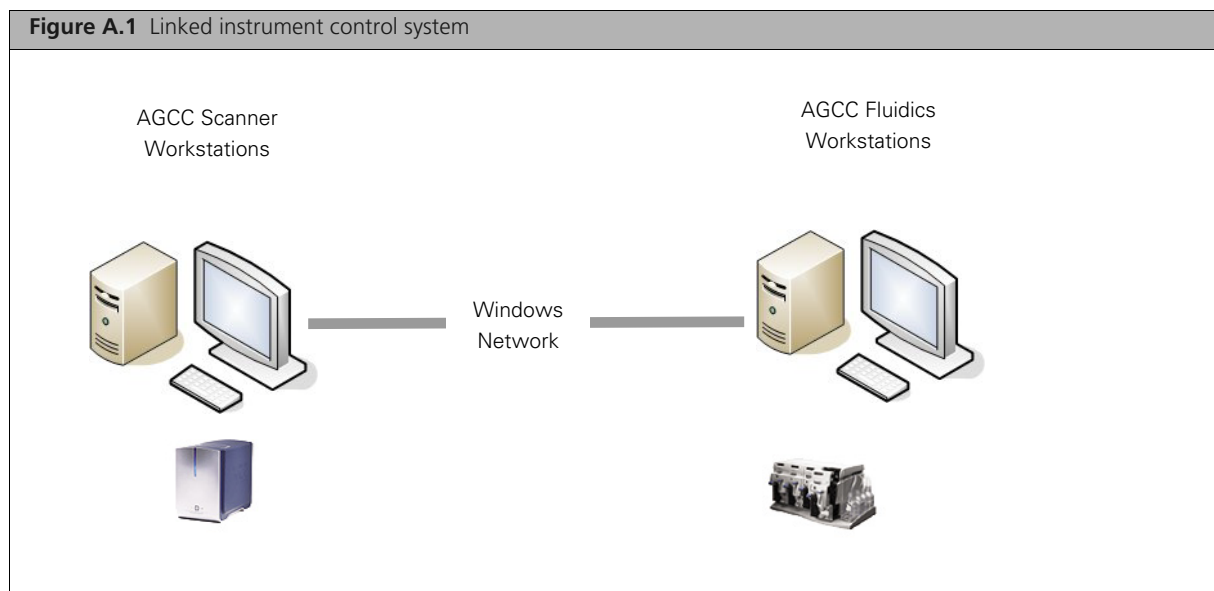 Figure A.1 Linked instrument control system
AGCC Scanner
Workstations
AGCC Fluidics
Workstations
Windows
Network